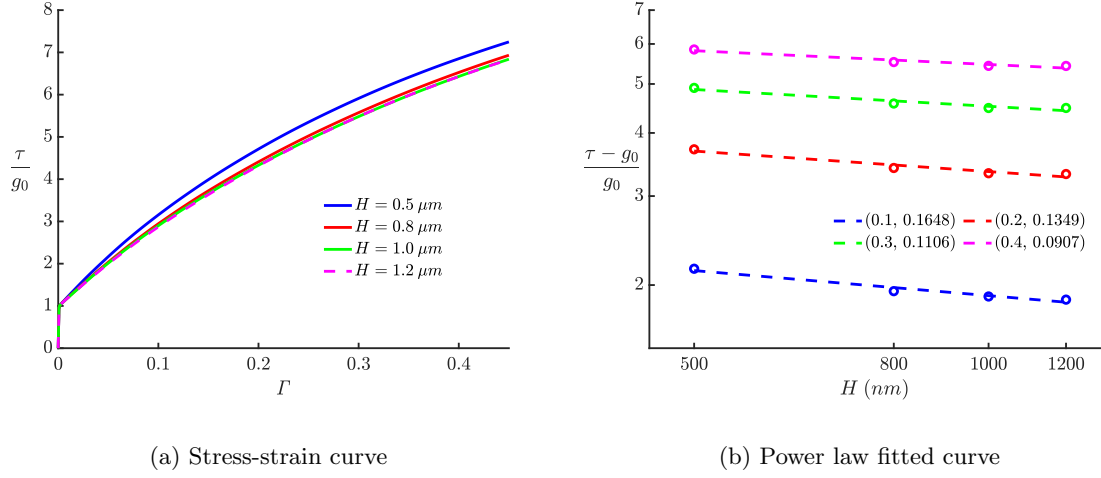 8
7
6
5
4
3
2
1
0
τ
g0
0
0.1
0.2
0.3
0.4
Γ
H = 0.5 μm
H = 0.8 μm
H = 1.0 μm
H = 1.2 μm
(a) Stress-strain curve
7
6
5
4
3
2
τ − g0
g0
500
800
1000
1200
H (nm)
(0.1, 0.1648) (0.2, 0.1349)
(0.3, 0.1106) (0.4, 0.0907)
(b) Power law fitted curve